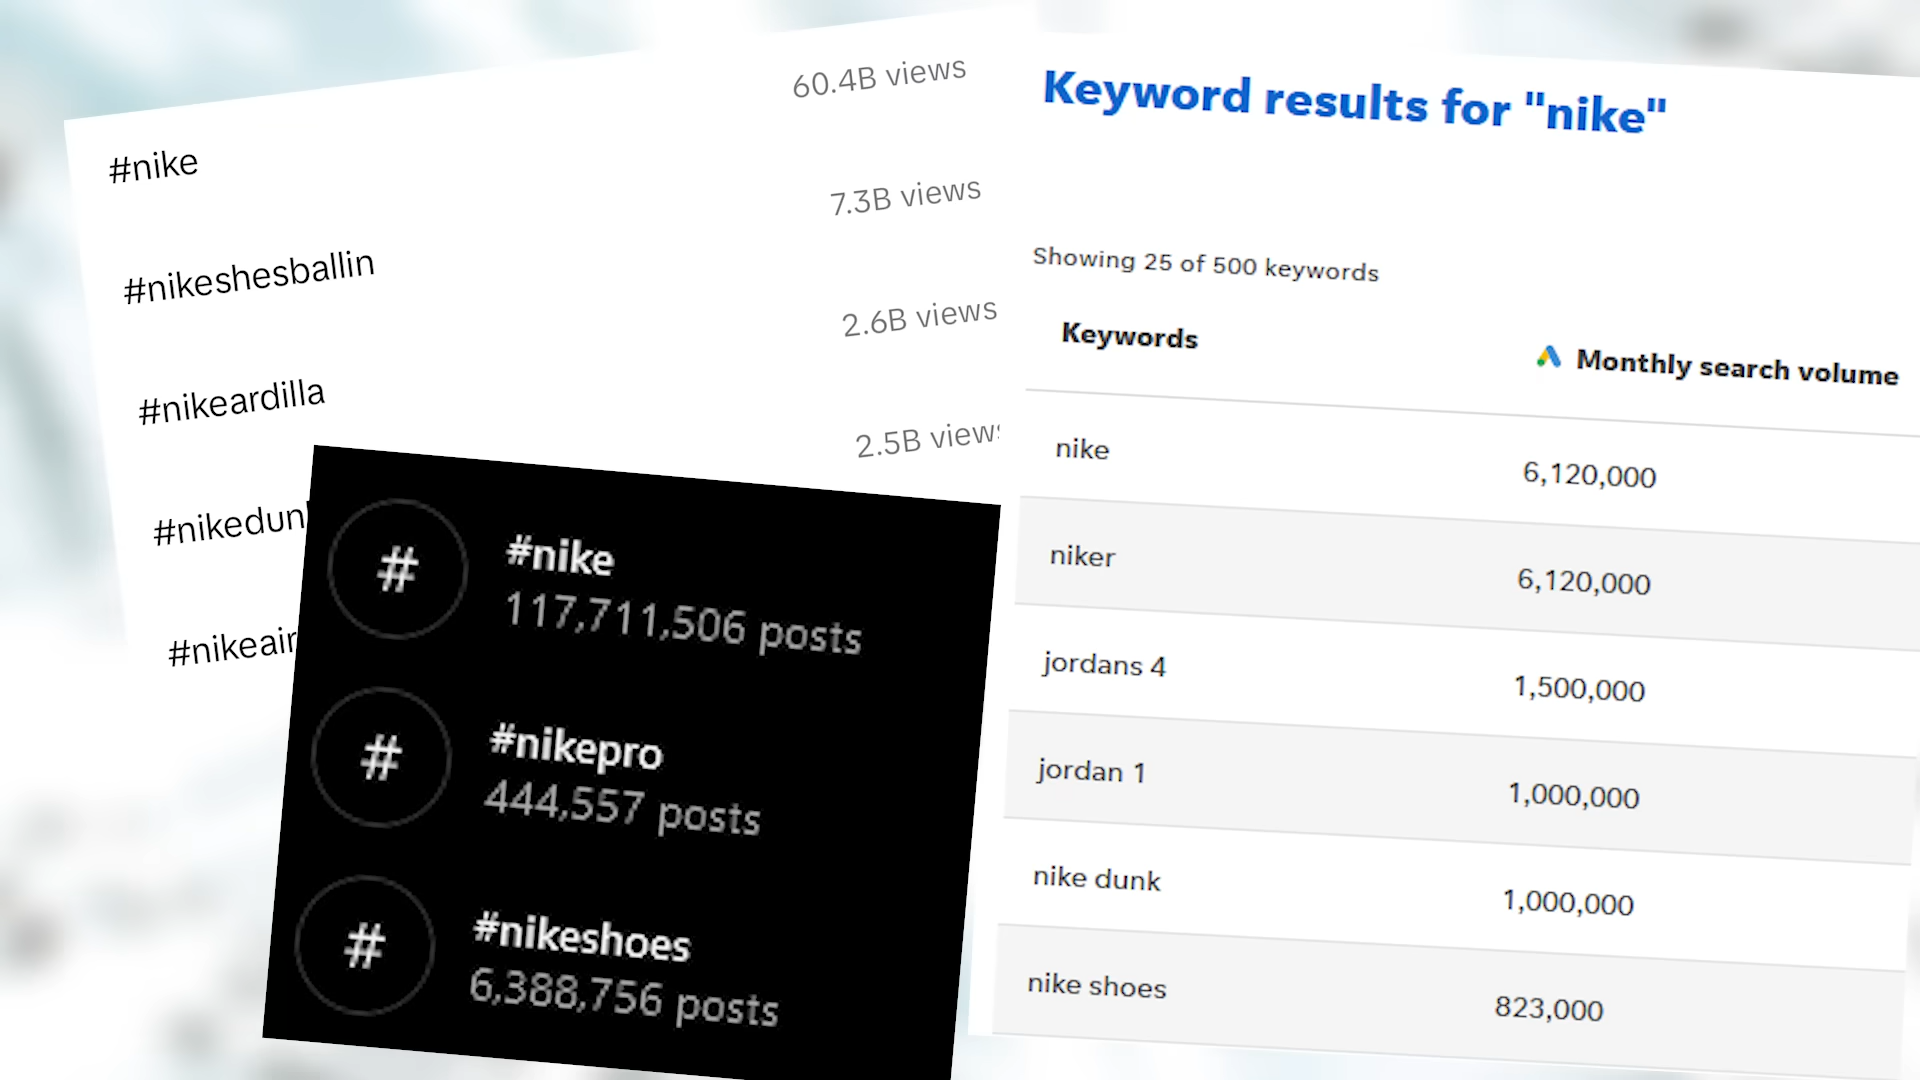 #nike 60.4B views
#nikeshesballin 7.3B views
#nikeardilla 2.6B views
2.5B views
#nike
117,711,506 posts
#nikepro
444,557 posts
#nikeshoes
6,388,756 posts
Keyword results for "nike"
Showing 25 of 500 keywords
Keywords Monthly search volume
nike 6,120,000
niker 6,120,000
jordans 4 1,500,000
jordan 1 1,000,000
nike dunk 1,000,000
nike shoes 823,000